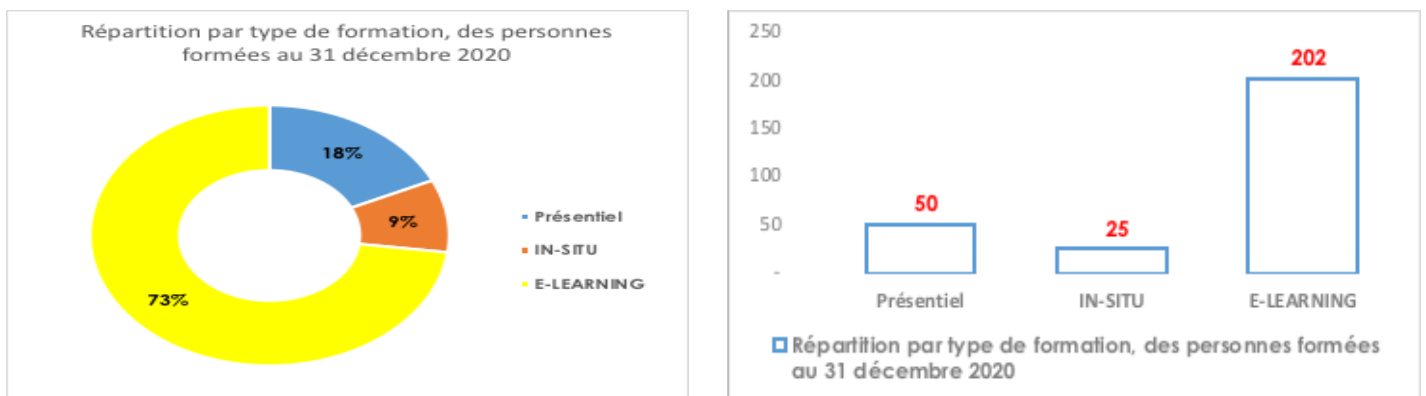 Répartition par type de formation, des personnes
formées au 31 décembre 2020
18%
9%
73%
Présentiel
IN-SITU
E-LEARNING
250
200
150
100
50
-
50
25
202
Présentiel
IN-SITU
E-LEARNING
Répartition par type de formation, des personnes formées
au 31 décembre 2020